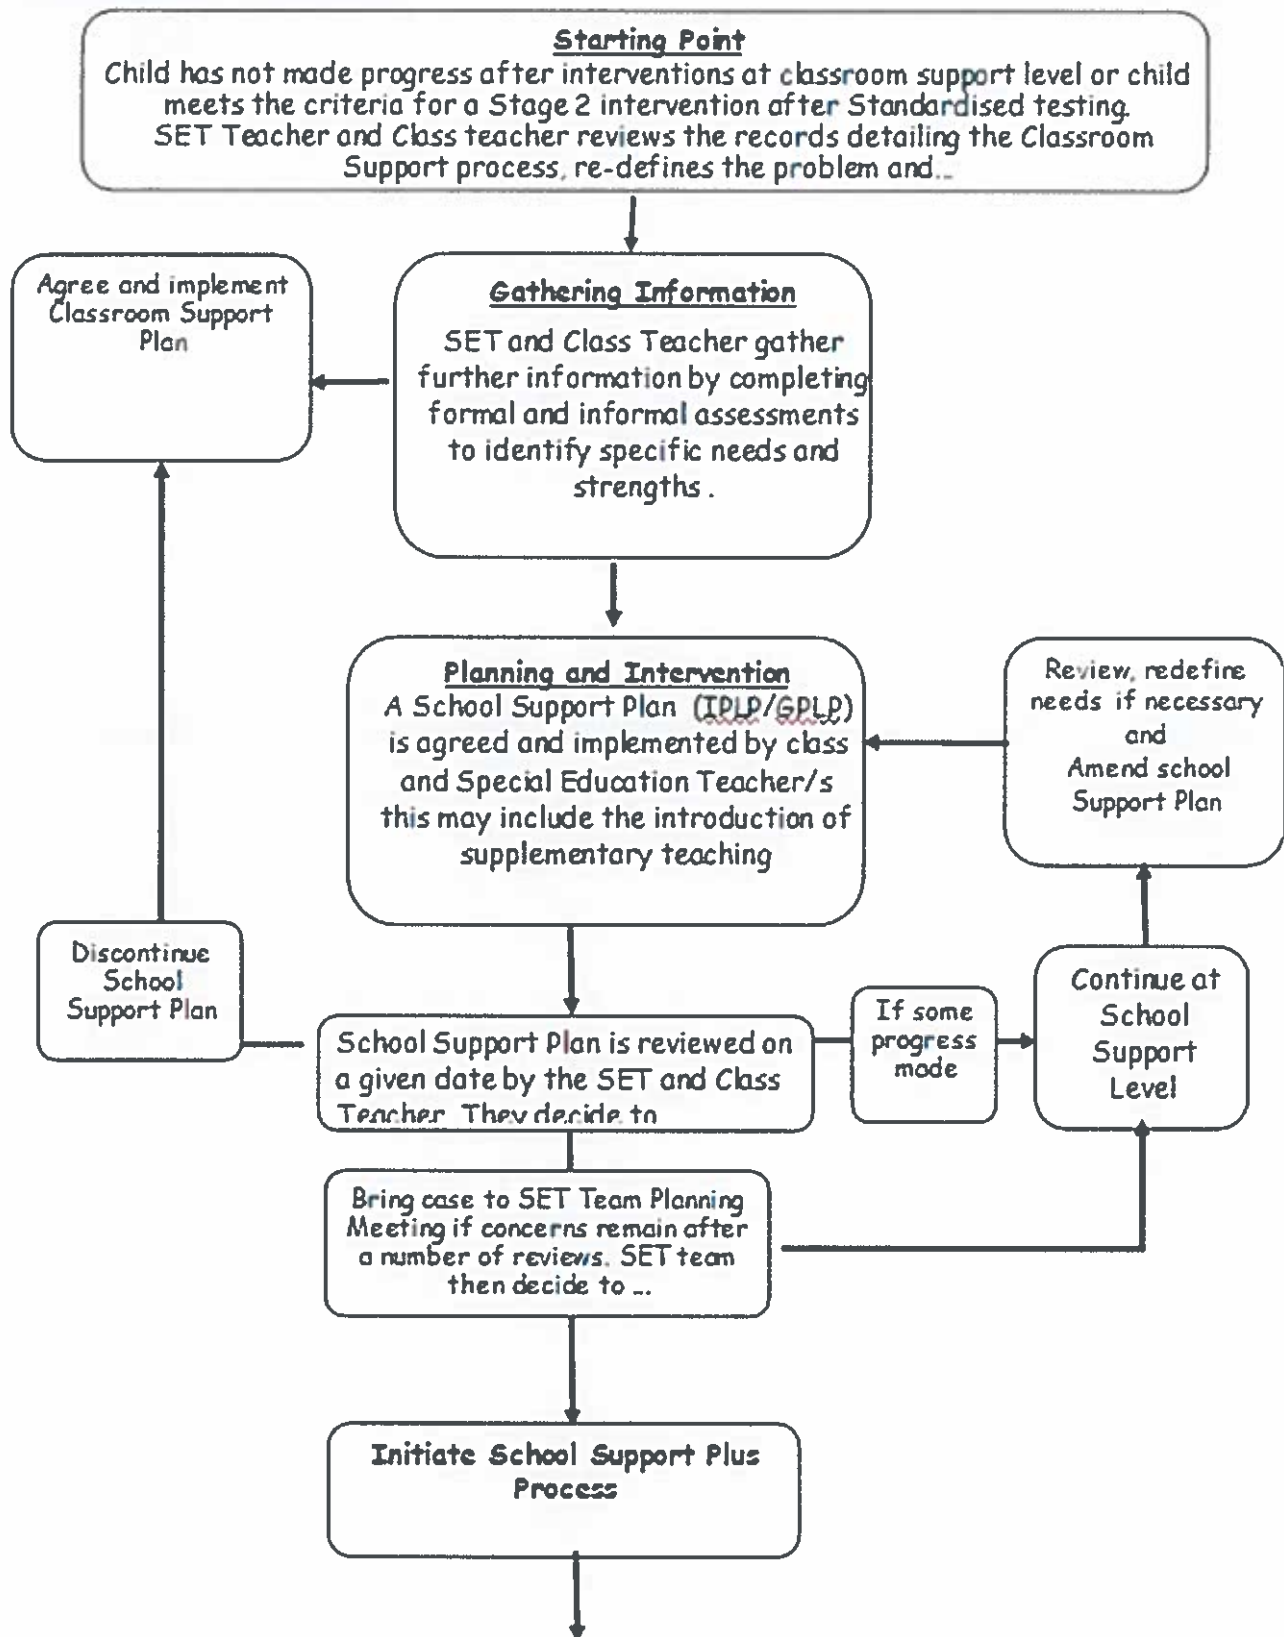 Starting Point
Child has not made progress after interventions at classroom support level or child
meets the criteria for a Stage 2 intervention after Standardised testing.
SET Teacher and Class teacher reviews the records detailing the Classroom
Support process, re-defines the problem and...
Agree and implement
Classroom Support
Plan
Gathering Information
SET and Class Teacher gather
further information by completing
formal and informal assessments
to identify specific needs and
strengths .
Planning and Intervention
A School Support Plan (IPLP/GPLP)
is agreed and implemented by class
and Special Education Teacher/s
this may include the introduction of
supplementary teaching
Review, redefine
needs if necessary
and
Amend school
Support Plan
Discontinue
School
Support Plan
School Support Plan is reviewed on
a given date by the SET and Class
Teacher. They decide to
If some
progress
made
Continue at
School
Support
Level
Bring case to SET Team Planning
Meeting if concerns remain after
a number of reviews. SET team
then decide to ...
Initiate School Support Plus
Process